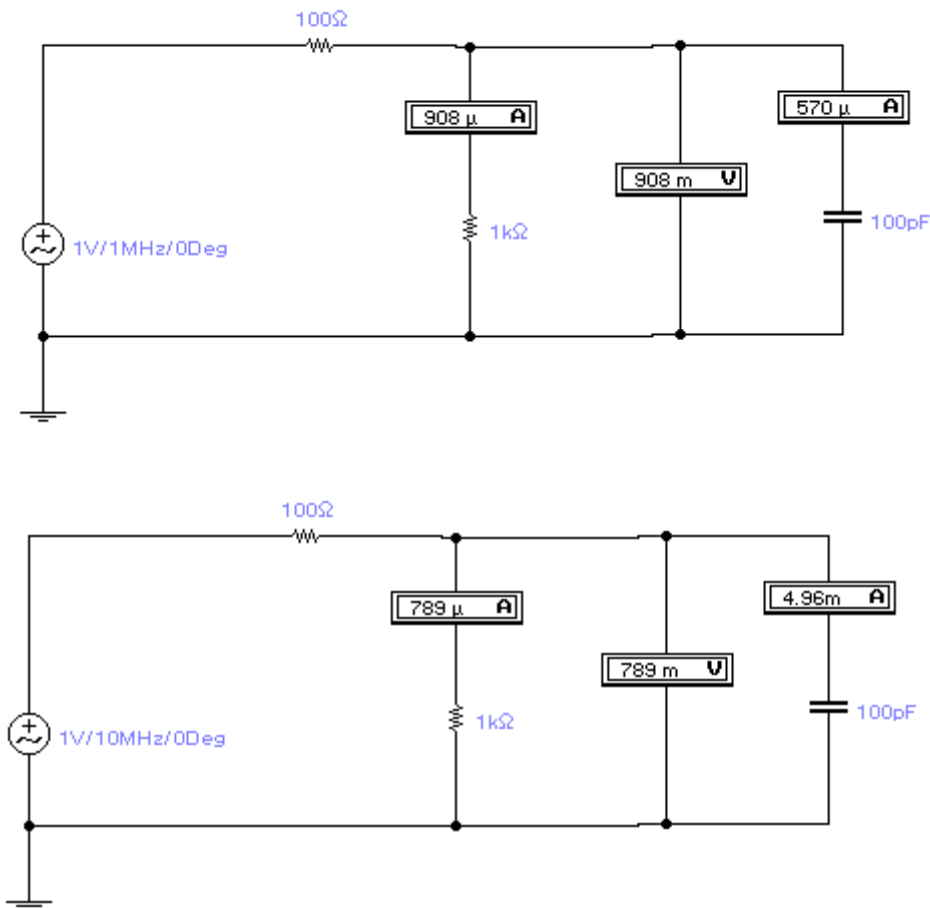 100Ω
908 μ A
570 μ A
908 m V
100pF
1kΩ
1V/1MHz/0Deg
100Ω
789 μ A
4.96m A
789 m V
100pF
1kΩ
1V/10MHz/0Deg